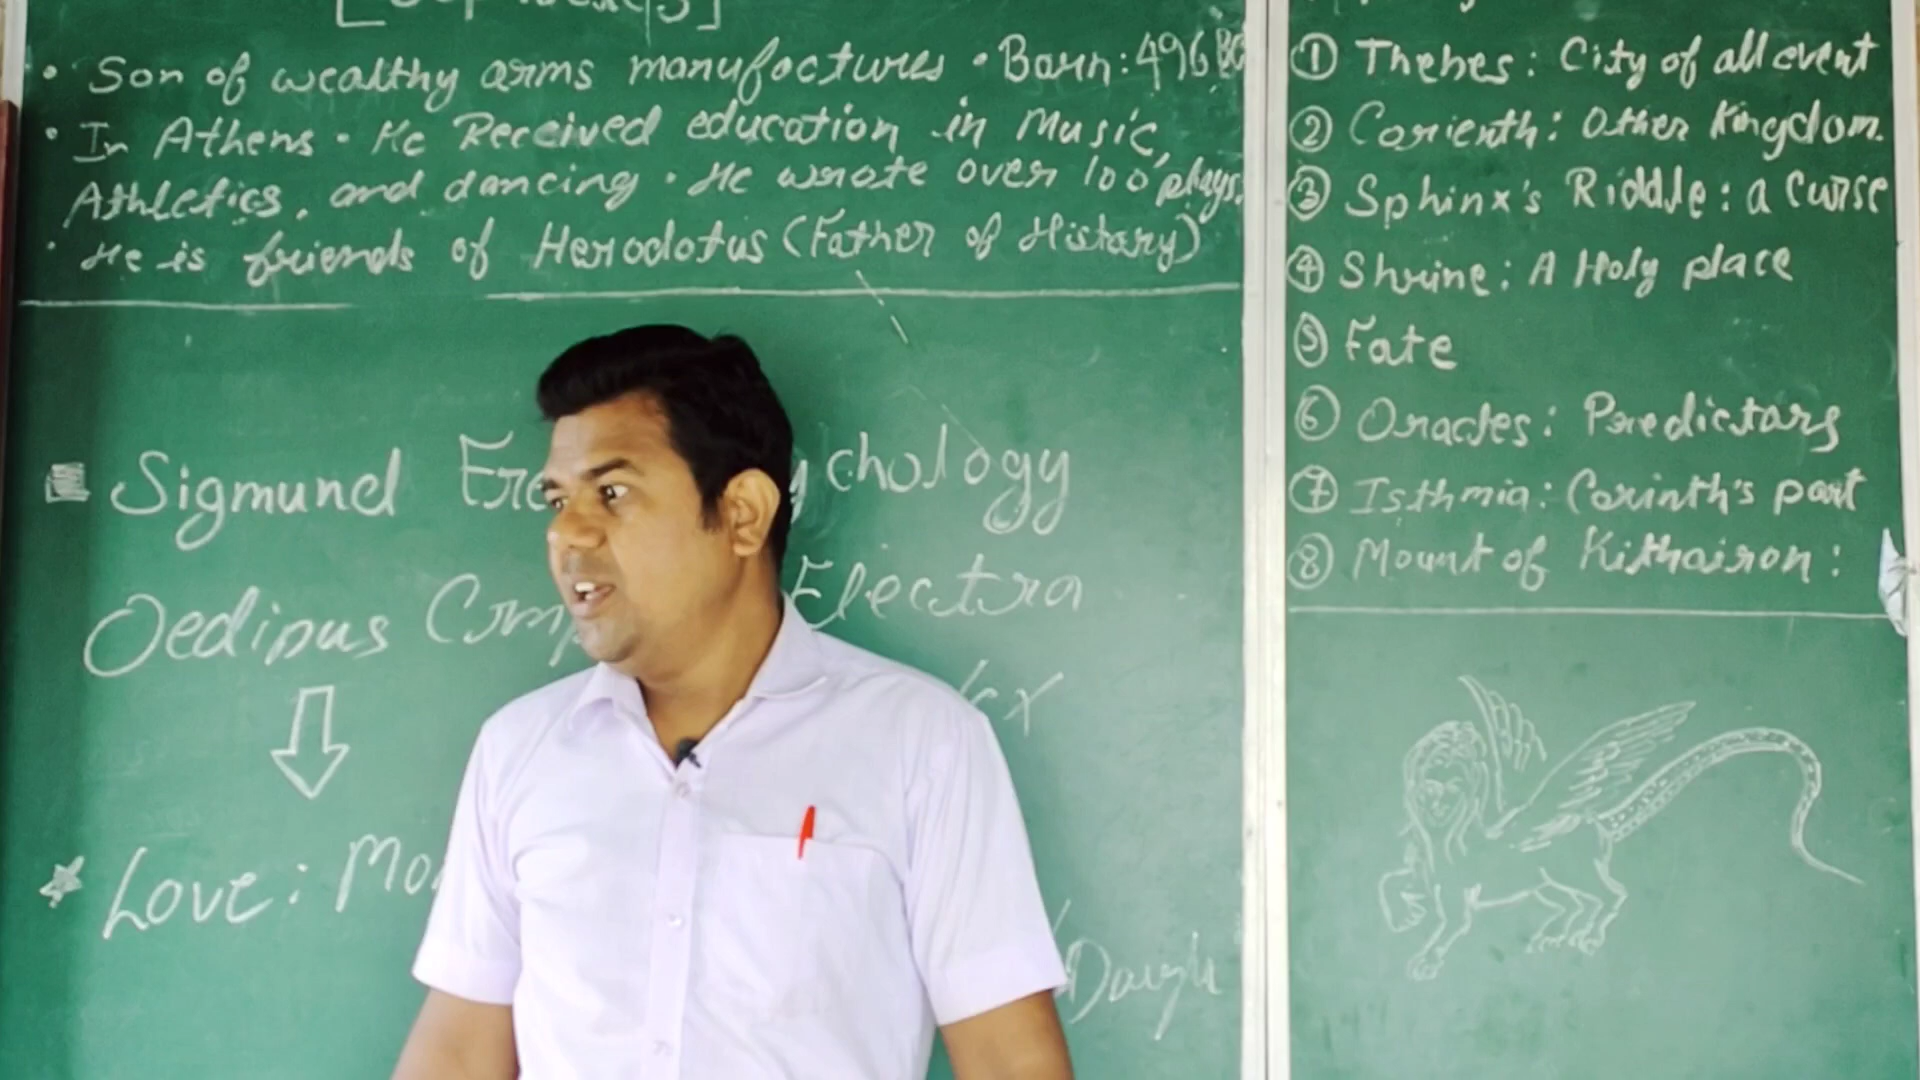 • Son of wealthy arms manufactures • Born: 496 BC
• In Athens • He Received education in Music,
Athletics, and dancing • He wrote over 100 plays.
• He is friends of Herodotus (Father of History)
Sigmund chology
Oedipus Electra
Love:
① Thebes: City of all event
② Corienth: Other Kingdom.
③ Sphinx's Riddle: a curse
④ Shrine: A Holy place
⑤ Fate
⑥ Oracles: Predictors
⑦ Isthmia: Corinth's part
⑧ Mount of Kithairon: